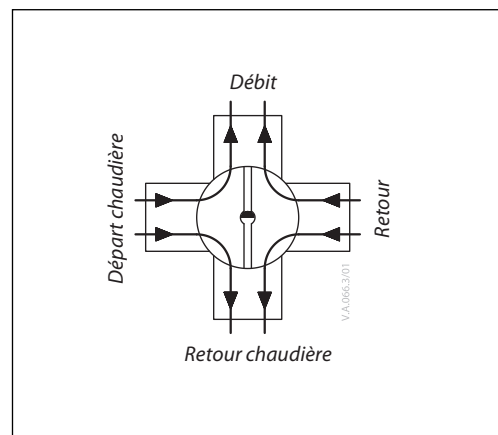 Débit
Départ chaudière
Retour
V.A.066.3/01
Retour chaudière